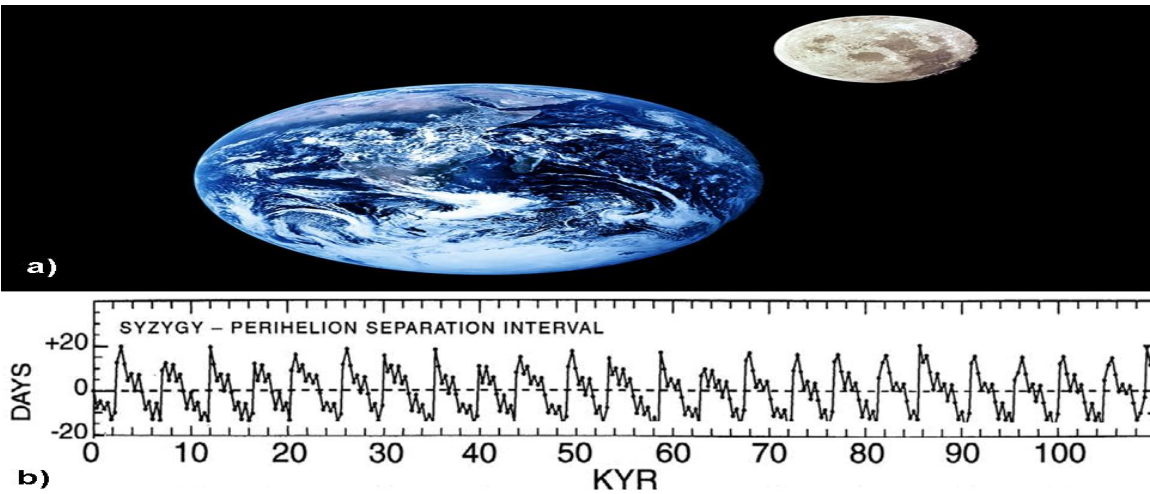 a)
SYZYGY – PERIHELION SEPARATION INTERVAL
DAYS
+20
0
-20
0 10 20 30 40 50 60 70 80 90 100
KYR
b)